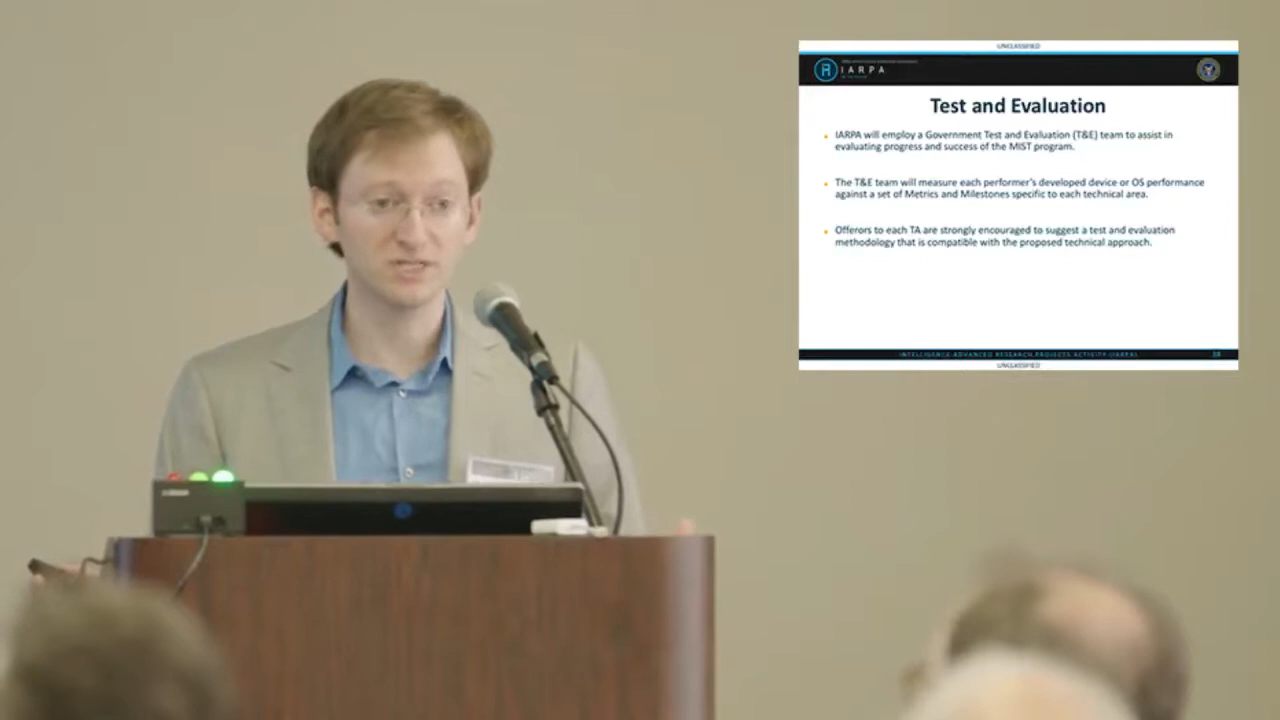 UNCLASSIFIED
IARPA
Test and Evaluation
IARPA will employ a Government Test and Evaluation (T&E) team to assist in
evaluating progress and success of the MIST program.
The T&E team will measure each performer's developed device or OS performance
against a set of Metrics and Milestones specific to each technical area.
Offerors to each TA are strongly encouraged to suggest a test and evaluation
methodology that is compatible with the proposed technical approach.
INTELLIGENCE ADVANCED RESEARCH PROJECTS ACTIVITY (IARPA)
UNCLASSIFIED